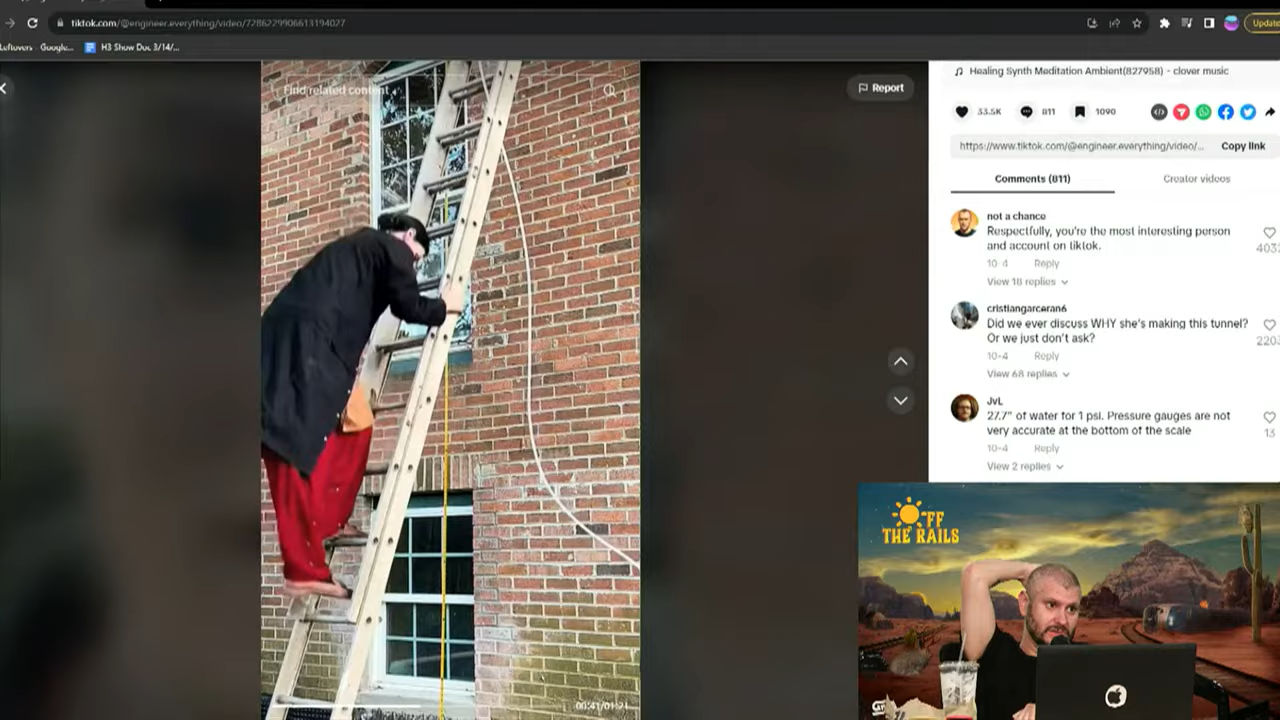 tiktok.com/@engineer.everything/video/7286229906613194027
Update
Leftovers - Google...
H3 Show Doc 3/14/...
Find related content
Report
Healing Synth Meditation Ambient(827958) - clover music
33.5K
811
1090
https://www.tiktok.com/@engineer.everything/video/...
Copy link
Comments (811)
Creator videos
not a chance
Respectfully, you're the most interesting person
and account on tiktok.
4032
10-4
Reply
View 18 replies
cristiangarceran6
Did we ever discuss WHY she's making this tunnel?
Or we just don't ask?
2203
10-4
Reply
View 68 replies
JvL
27.7" of water for 1 psi. Pressure gauges are not
very accurate at the bottom of the scale
13
10-4
Reply
View 2 replies
OFF
THE RAILS
00:41/01:21